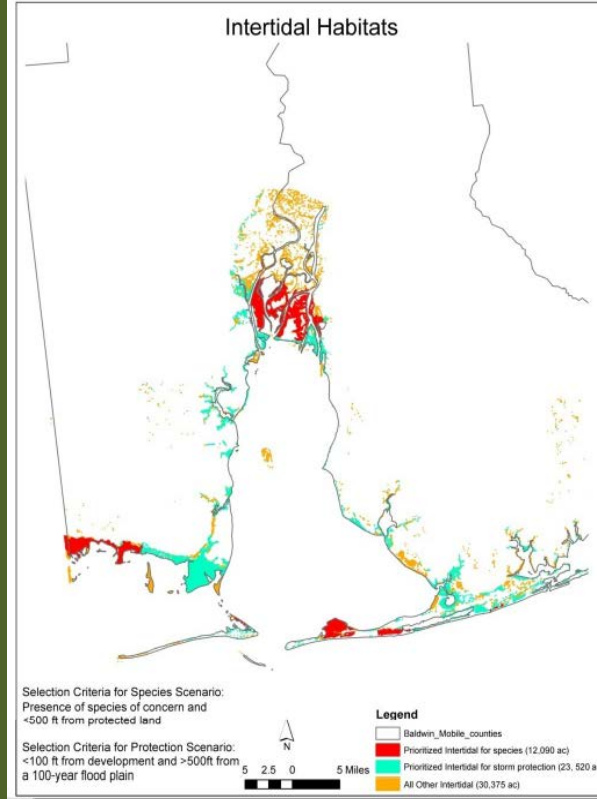 Intertidal Habitats
Selection Criteria for Species Scenario:
Presence of species of concern and
<500 ft from protected land
Selection Criteria for Protection Scenario:
<100 ft from development and >500ft from
a 100-year flood plain
N
5 2.5 0 5 Miles
Legend
Baldwin_Mobile_counties
Prioritized Intertidal for species (12,090 ac)
Prioritized Intertidal for storm protection (23, 520 a
All Other Intertidal (30,375 ac)